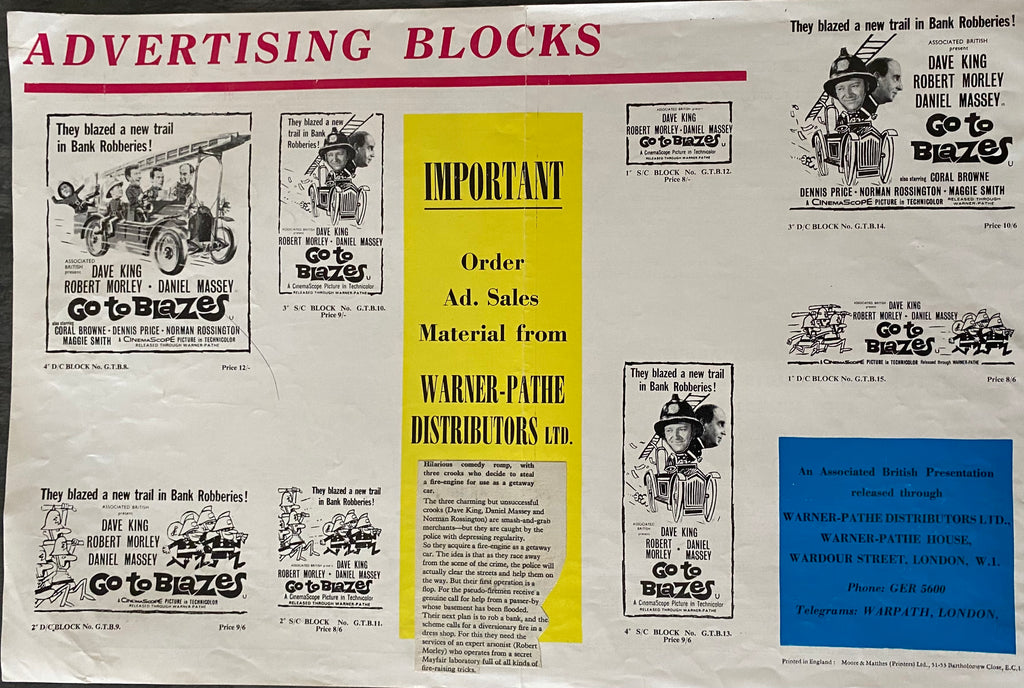 ADVERTISING BLOCKS
They blazed a new trail
in Bank Robberies!
ASSOCIATED
BRITISH
present
DAVE KING
ROBERT MORLEY · DANIEL MASSEY
GO to BLAZES U
also starring
CORAL BROWNE · DENNIS PRICE · NORMAN ROSSINGTON
MAGGIE SMITH A CINEMASCOPE PICTURE in TECHNICOLOR
RELEASED THROUGH WARNER-PATHE
4" D/C BLOCK No. G.T.B.8. Price 12/-
They blazed a new trail in Bank Robberies!
ASSOCIATED BRITISH
present
DAVE KING
ROBERT MORLEY
DANIEL MASSEY
GO to BLAZES U
A CINEMASCOPE PICTURE in TECHNICOLOR
RELEASED THROUGH WARNER-PATHE
2" D/C BLOCK No. G.T.B.9. Price 9/6
They blazed a new
trail in Bank
Robberies!
DAVE KING
ROBERT MORLEY · DANIEL MASSEY
GO to
BLAZES U
A CinemaScope Picture in Technicolor
RELEASED THROUGH WARNER-PATHE
3" S/C BLOCK No. G.T.B.10.
Price 9/-
They blazed a new trail
in Bank Robberies!
DAVE KING
ROBERT MORLEY · DANIEL MASSEY
GO to BLAZES U
A CinemaScope Picture in Technicolor
RELEASED THROUGH WARNER-PATHE
2" S/C BLOCK No. G.T.B.11.
Price 8/6
IMPORTANT
Order
Ad. Sales
Material from
WARNER-PATHE
DISTRIBUTORS LTD.
Hilarious comedy romp, with
three crooks who decide to steal
a fire-engine for use as a getaway
car.
The three charming but unsuccessful
crooks (Dave King, Daniel Massey and
Norman Rossington) are smash-and-grab
merchants—but they are caught by the
police with depressing regularity.
So they acquire a fire-engine as a getaway
car. The idea is that as they race away
from the scene of the crime, the police will
actually clear the streets and help them on
the way. But their first operation is a
flop. For the pseudo-firemen receive a
genuine call for help from a passer-by
whose basement has been flooded.
Their next plan is to rob a bank, and the
scheme calls for a diversionary fire in a
dress shop. For this they need the
services of an expert arsonist (Robert
Morley) who operates from a secret
Mayfair laboratory full of all kinds of
fire-raising tricks.
ASSOCIATED BRITISH present
DAVE KING
ROBERT MORLEY · DANIEL MASSEY
GO to BLAZES U
A CinemaScope Picture in Technicolor
RELEASED THROUGH WARNER-PATHE
1" S/C BLOCK No. G.T.B.12.
Price 8/-
They blazed a new trail
in Bank Robberies!
ASSOCIATED
BRITISH
present
DAVE KING
ROBERT · DANIEL
MORLEY MASSEY
GO to
BLAZES U
A CinemaScope Picture in Technicolor
RELEASED THROUGH WARNER-PATHE
4" S/C BLOCK No. G.T.B.13.
Price 9/6
They blazed a new trail in Bank Robberies!
ASSOCIATED BRITISH
present
DAVE KING
ROBERT MORLEY
DANIEL MASSEY
GO to
BLAZES U
also starring CORAL BROWNE
DENNIS PRICE · NORMAN ROSSINGTON · MAGGIE SMITH
A CINEMASCOPE PICTURE in TECHNICOLOR RELEASED THROUGH WARNER-PATHE
3" D/C BLOCK No. G.T.B.14. Price 10/6
ASSOCIATED BRITISH present DAVE KING
ROBERT MORLEY · DANIEL MASSEY
GO to
BLAZES U
A CINEMASCOPE PICTURE in TECHNICOLOR Released through WARNER-PATHE
1" D/C BLOCK No. G.T.B.15. Price 8/6
An Associated British Presentation
released through
WARNER-PATHE DISTRIBUTORS LTD.,
WARNER-PATHE HOUSE,
WARDOUR STREET, LONDON, W.1.
Phone: GER 5600
Telegrams: WARPATH, LONDON.
Printed in England: Moore & Matthes (Printers) Ltd., 51-53 Bartholomew Close, E.C.1